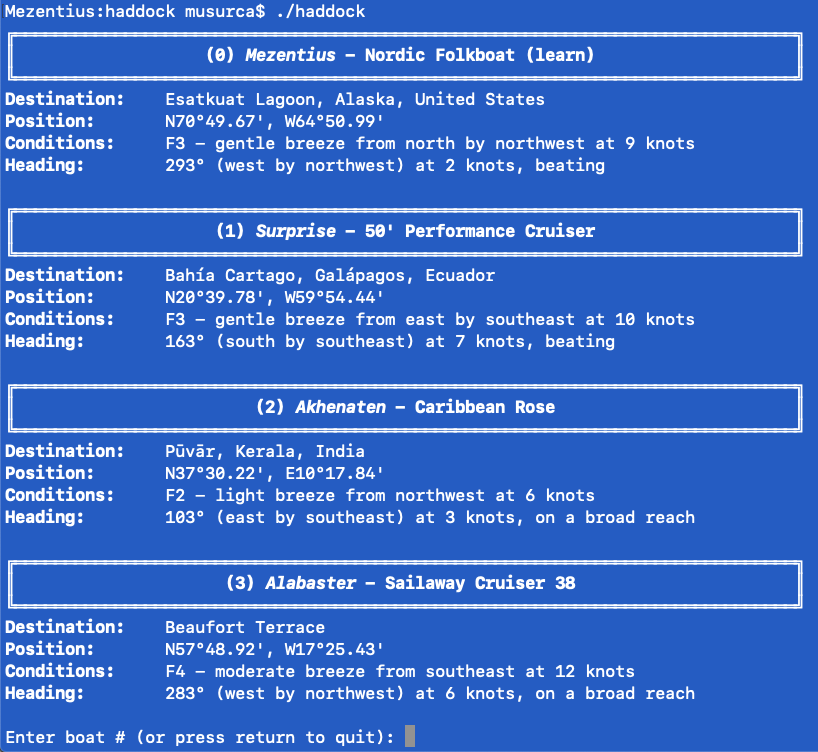 Mezentius:haddock musurca$ ./haddock
(0) Mezentius – Nordic Folkboat (learn)
Destination: Esatkuat Lagoon, Alaska, United States
Position: N70°49.67', W64°50.99'
Conditions: F3 – gentle breeze from north by northwest at 9 knots
Heading: 293° (west by northwest) at 2 knots, beating
(1) Surprise – 50' Performance Cruiser
Destination: Bahía Cartago, Galápagos, Ecuador
Position: N20°39.78', W59°54.44'
Conditions: F3 – gentle breeze from east by southeast at 10 knots
Heading: 163° (south by southeast) at 7 knots, beating
(2) Akhenaten – Caribbean Rose
Destination: Pūvār, Kerala, India
Position: N37°30.22', E10°17.84'
Conditions: F2 – light breeze from northwest at 6 knots
Heading: 103° (east by southeast) at 3 knots, on a broad reach
(3) Alabaster – Sailaway Cruiser 38
Destination: Beaufort Terrace
Position: N57°48.92', W17°25.43'
Conditions: F4 – moderate breeze from southeast at 12 knots
Heading: 283° (west by northwest) at 6 knots, on a broad reach
Enter boat # (or press return to quit):